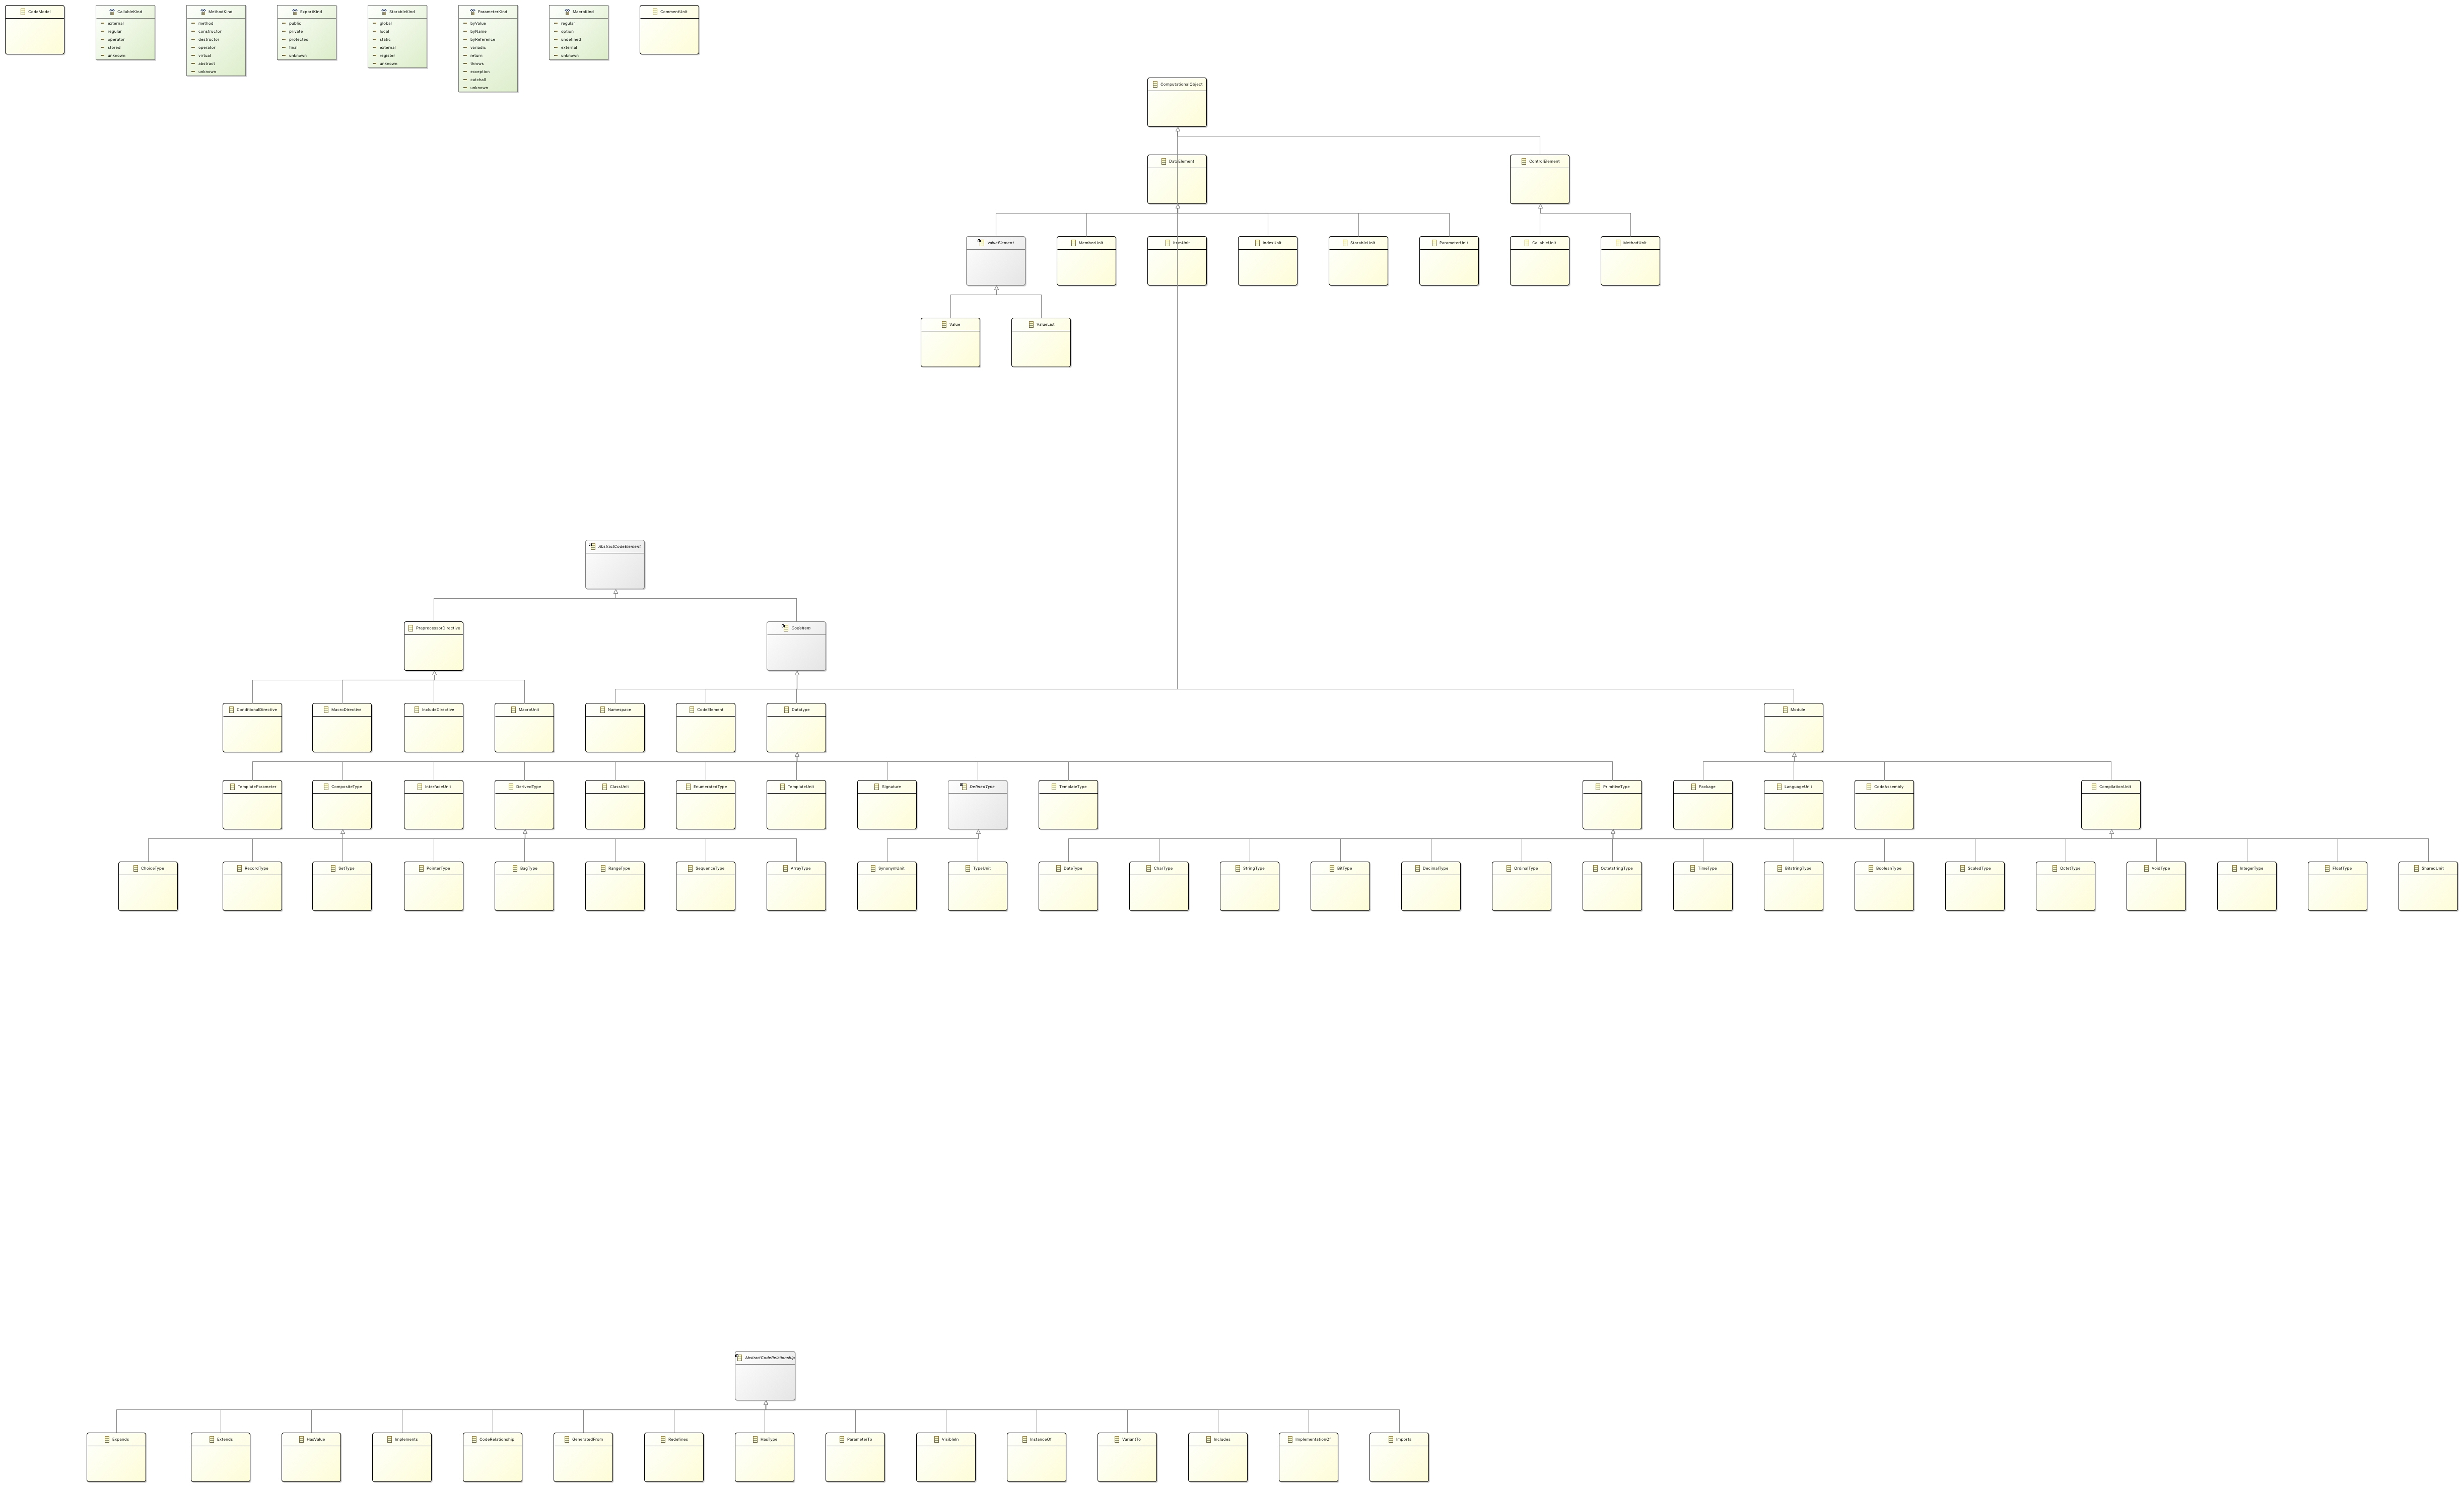 CodeModel
CallableKind
external
regular
operator
stored
unknown
MethodKind
method
constructor
destructor
operator
virtual
abstract
unknown
ExportKind
public
private
protected
final
unknown
StorableKind
global
local
static
external
register
unknown
ParameterKind
byValue
byName
byReference
variadic
return
throws
exception
catchall
unknown
MacroKind
regular
option
undefined
external
unknown
CommentUnit
ComputationalObject
DataElement
ControlElement
ValueElement
MemberUnit
ItemUnit
IndexUnit
StorableUnit
ParameterUnit
CallableUnit
MethodUnit
Value
ValueList
AbstractCodeElement
PreprocessorDirective
CodeItem
ConditionalDirective
MacroDirective
IncludeDirective
MacroUnit
Namespace
CodeElement
Datatype
Module
TemplateParameter
CompositeType
InterfaceUnit
DerivedType
ClassUnit
EnumeratedType
TemplateUnit
Signature
DefinedType
TemplateType
PrimitiveType
Package
LanguageUnit
CodeAssembly
CompilationUnit
ChoiceType
RecordType
SetType
PointerType
BagType
RangeType
SequenceType
ArrayType
SynonymUnit
TypeUnit
DateType
CharType
StringType
BitType
DecimalType
OrdinalType
OctetstringType
TimeType
BitstringType
BooleanType
ScaledType
OctetType
VoidType
IntegerType
FloatType
SharedUnit
AbstractCodeRelationship
Expands
Extends
HasValue
Implements
CodeRelationship
GeneratedFrom
Redefines
HasType
ParameterTo
VisibleIn
InstanceOf
VariantTo
Includes
ImplementationOf
Imports